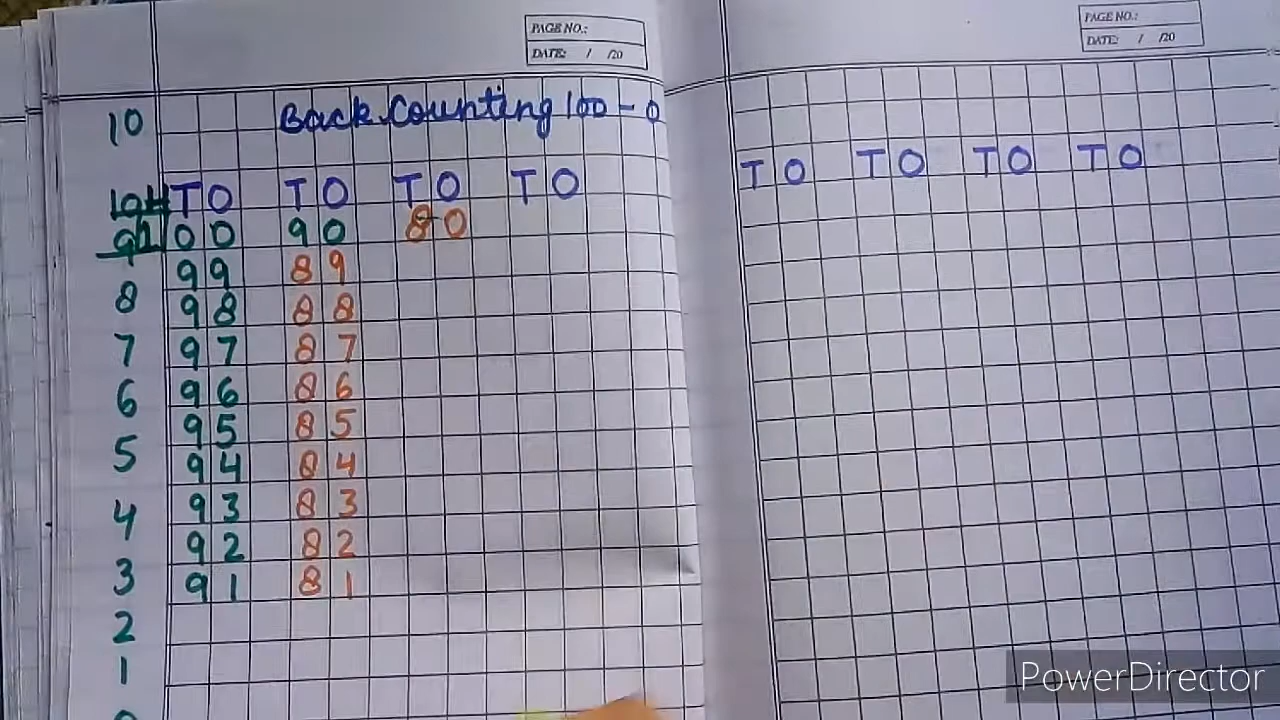 PAGE NO.:
DATE: / /20
PAGE NO.:
DATE: / /20
10 Back Counting 100 - 0
H T O T O T O T O
T O T O T O T O
9 1 0 0 9 0 8 0
9 9 8 9
8 9 8 8 8
7 9 7 8 7
6 9 6 8 6
5 9 5 8 5
9 4 8 4
4 9 3 8 3
9 2 8 2
3 9 1 8 1
2
1
PowerDirector